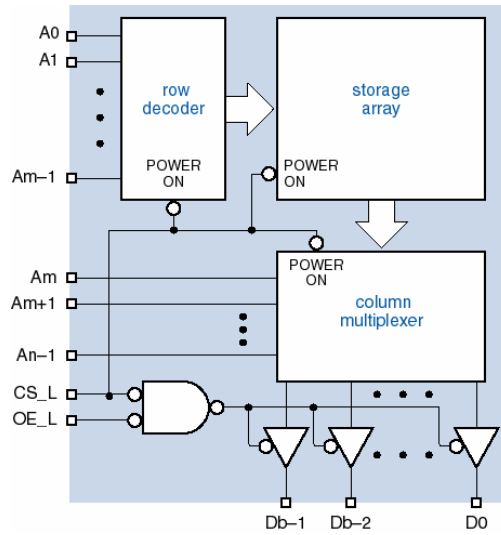 A0
A1
row
decoder
storage
array
POWER
ON
Am–1
POWER
ON
Am
POWER
ON
Am+1
column
multiplexer
An–1
CS_L
OE_L
Db–1
Db–2
D0